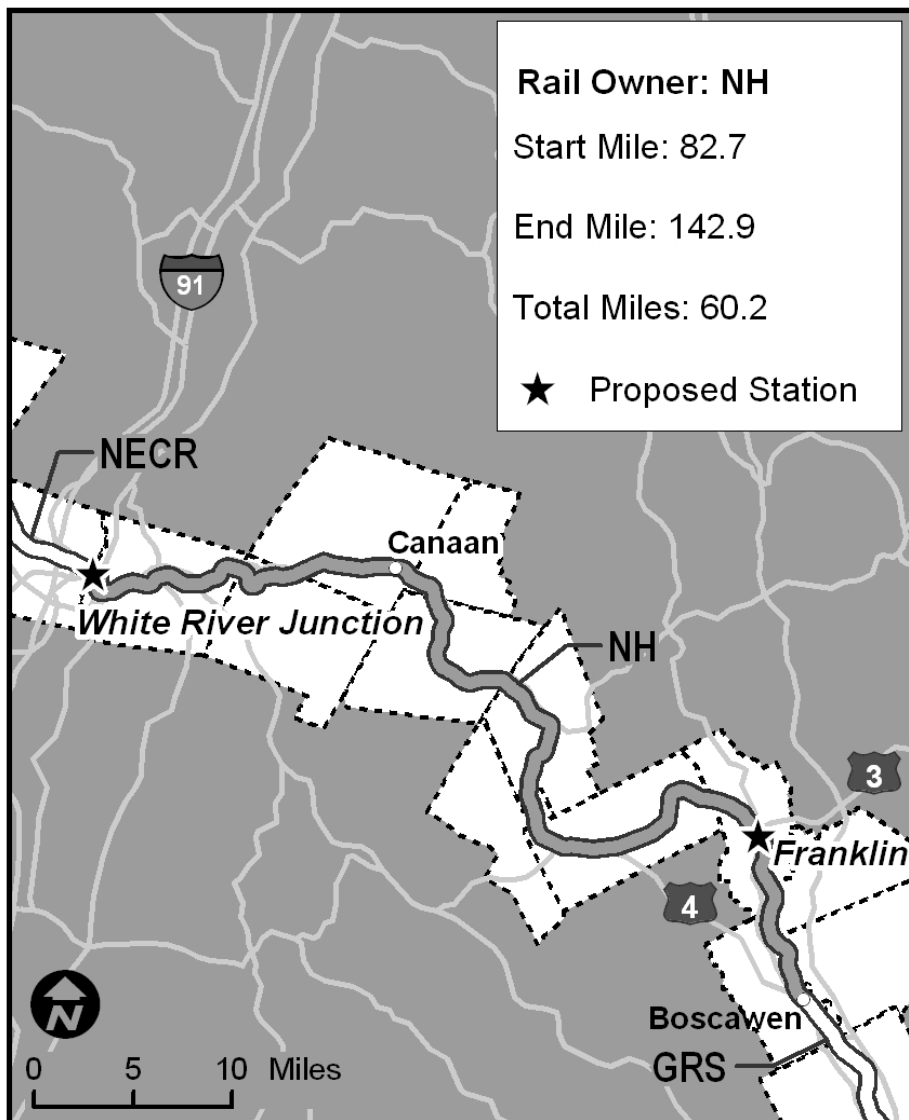 Rail Owner: NH
Start Mile: 82.7
End Mile: 142.9
Total Miles: 60.2
★ Proposed Station
91
NECR
Canaan
White River Junction
NH
3
Franklin
4
Boscawen
GRS
N
0 5 10 Miles